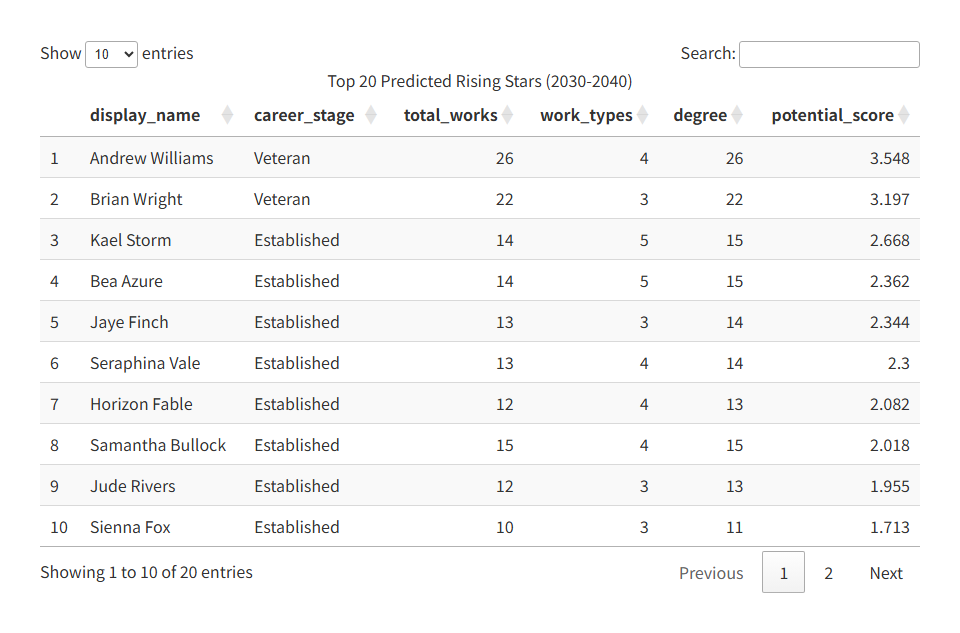 Show 10 entries Search:
Top 20 Predicted Rising Stars (2030-2040)
display_name career_stage total_works work_types degree potential_score
1 Andrew Williams Veteran 26 4 26 3.548
2 Brian Wright Veteran 22 3 22 3.197
3 Kael Storm Established 14 5 15 2.668
4 Bea Azure Established 14 5 15 2.362
5 Jaye Finch Established 13 3 14 2.344
6 Seraphina Vale Established 13 4 14 2.3
7 Horizon Fable Established 12 4 13 2.082
8 Samantha Bullock Established 15 4 15 2.018
9 Jude Rivers Established 12 3 13 1.955
10 Sienna Fox Established 10 3 11 1.713
Showing 1 to 10 of 20 entries Previous 1 2 Next